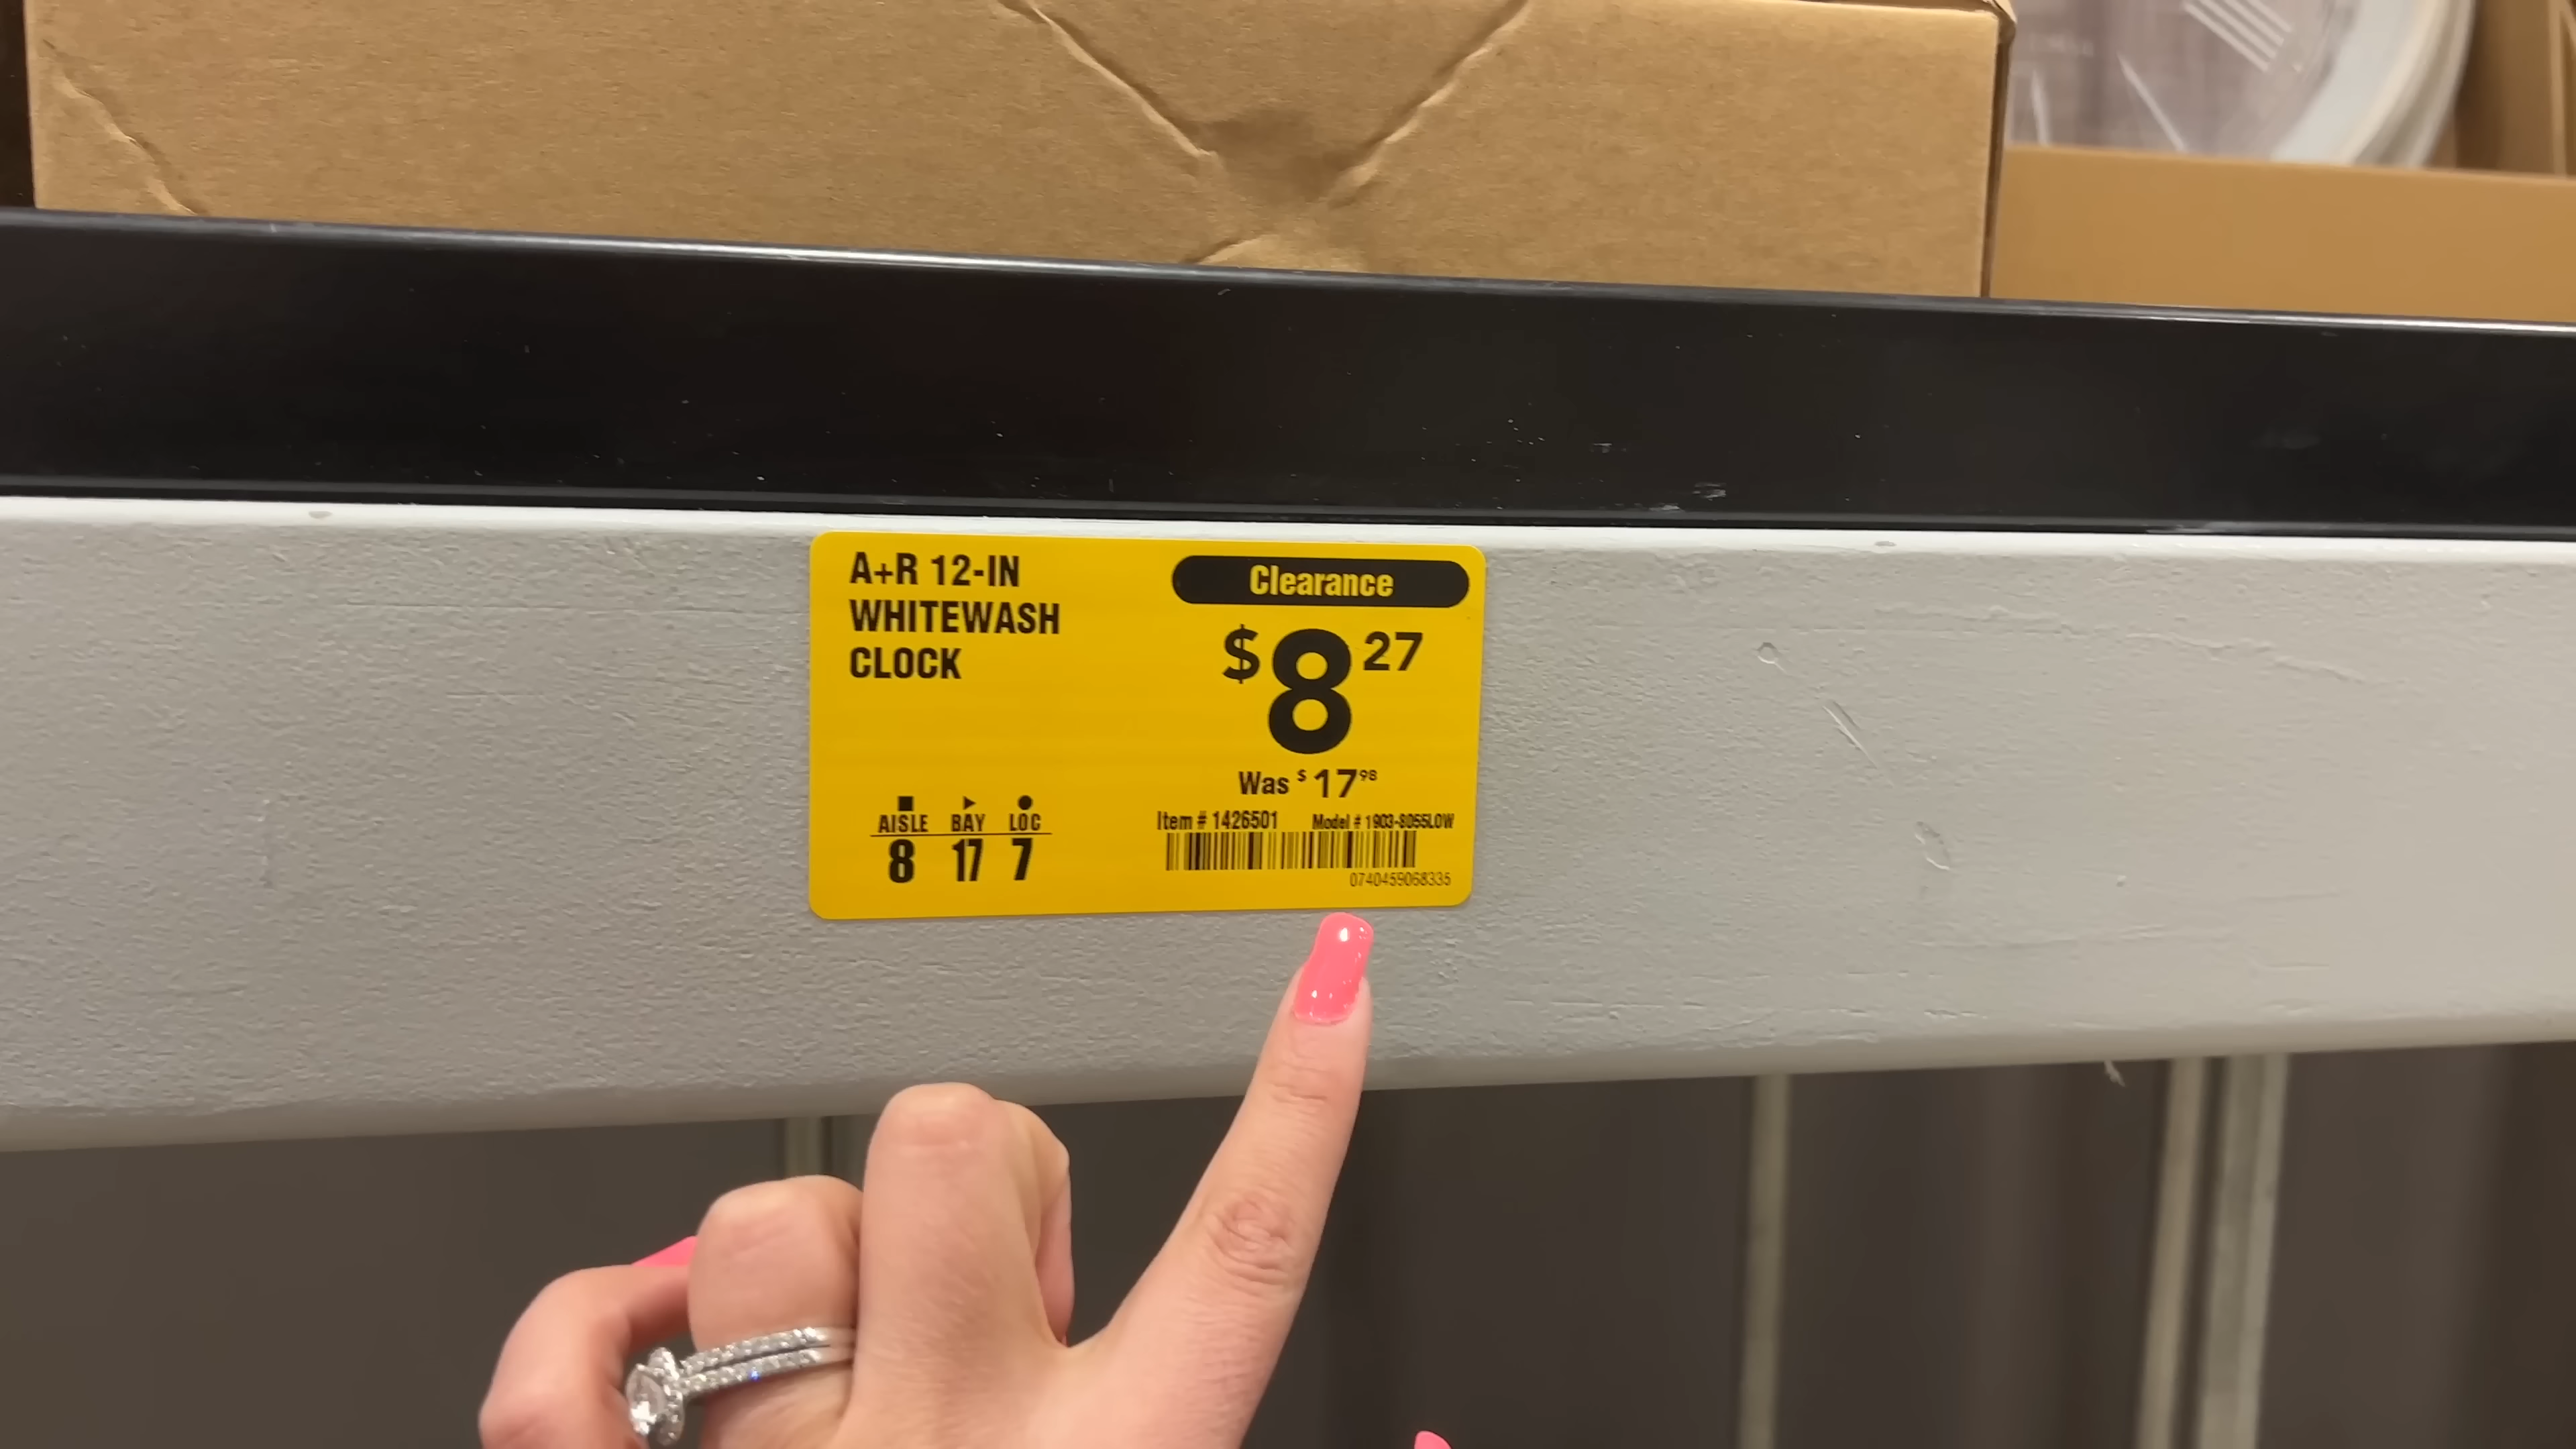 A+R 12-IN
WHITEWASH
CLOCK
Clearance
$8 27
Was $17 98
Item # 1426501 Model # 1903-8055LOW
0740459068335
AISLE BAY LOC
8 17 7